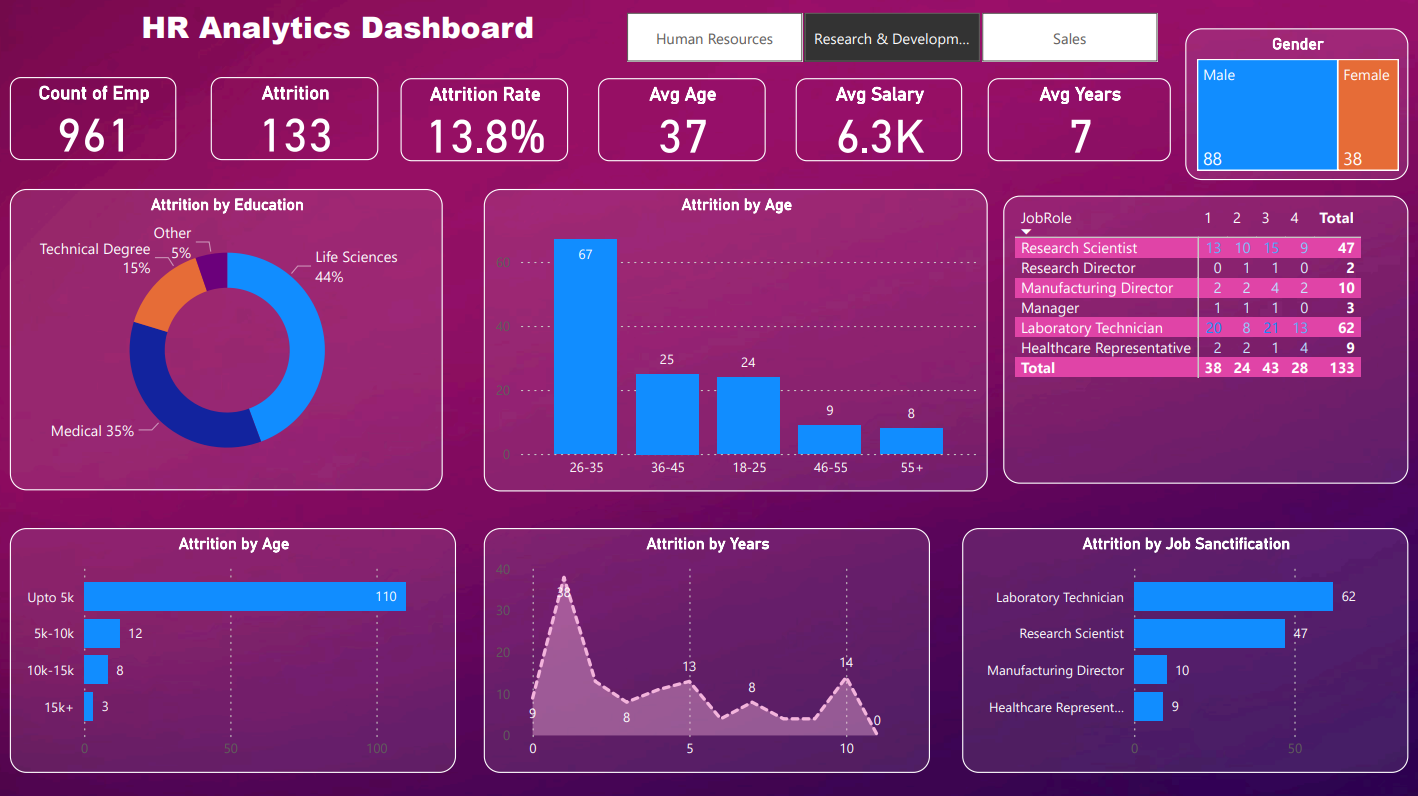 HR Analytics Dashboard
Human Resources
Research & Developm...
Sales
Gender
Male
Female
88
38
Count of Emp
961
Attrition
133
Attrition Rate
13.8%
Avg Age
37
Avg Salary
6.3K
Avg Years
7
Attrition by Education
Other
5%
Technical Degree
15%
Life Sciences
44%
Medical 35%
Attrition by Age
60
40
20
0
67
25
24
9
8
26-35
36-45
18-25
46-55
55+
JobRole 1 2 3 4 Total
Research Scientist 13 10 15 9 47
Research Director 0 1 1 0 2
Manufacturing Director 2 2 4 2 10
Manager 1 1 1 0 3
Laboratory Technician 20 8 21 13 62
Healthcare Representative 2 2 1 4 9
Total 38 24 43 28 133
Attrition by Age
Upto 5k 110
5k-10k 12
10k-15k 8
15k+ 3
0 50 100
Attrition by Years
40
30
20
10
0
9
38
8
13
8
14
0
0 5 10
Attrition by Job Sanctification
Laboratory Technician 62
Research Scientist 47
Manufacturing Director 10
Healthcare Represent... 9
0 50